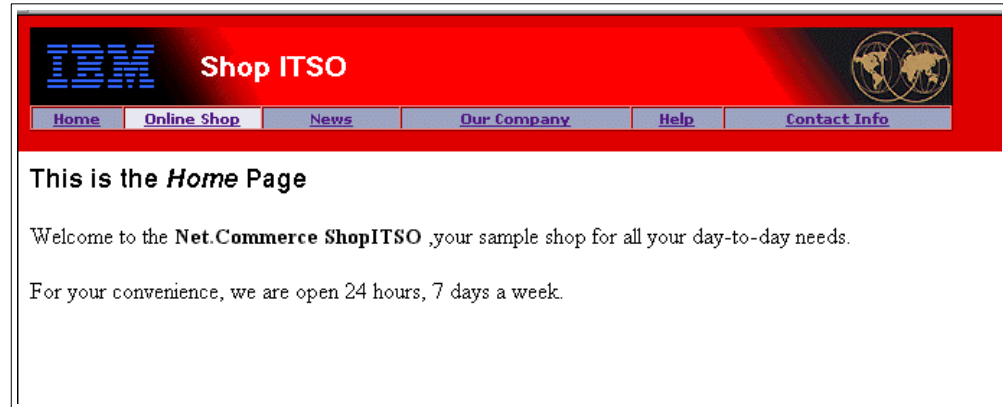 IBM Shop ITSO
Home Online Shop News Our Company Help Contact Info
This is the Home Page
Welcome to the Net.Commerce ShopITSO ,your sample shop for all your day-to-day needs.
For your convenience, we are open 24 hours, 7 days a week.